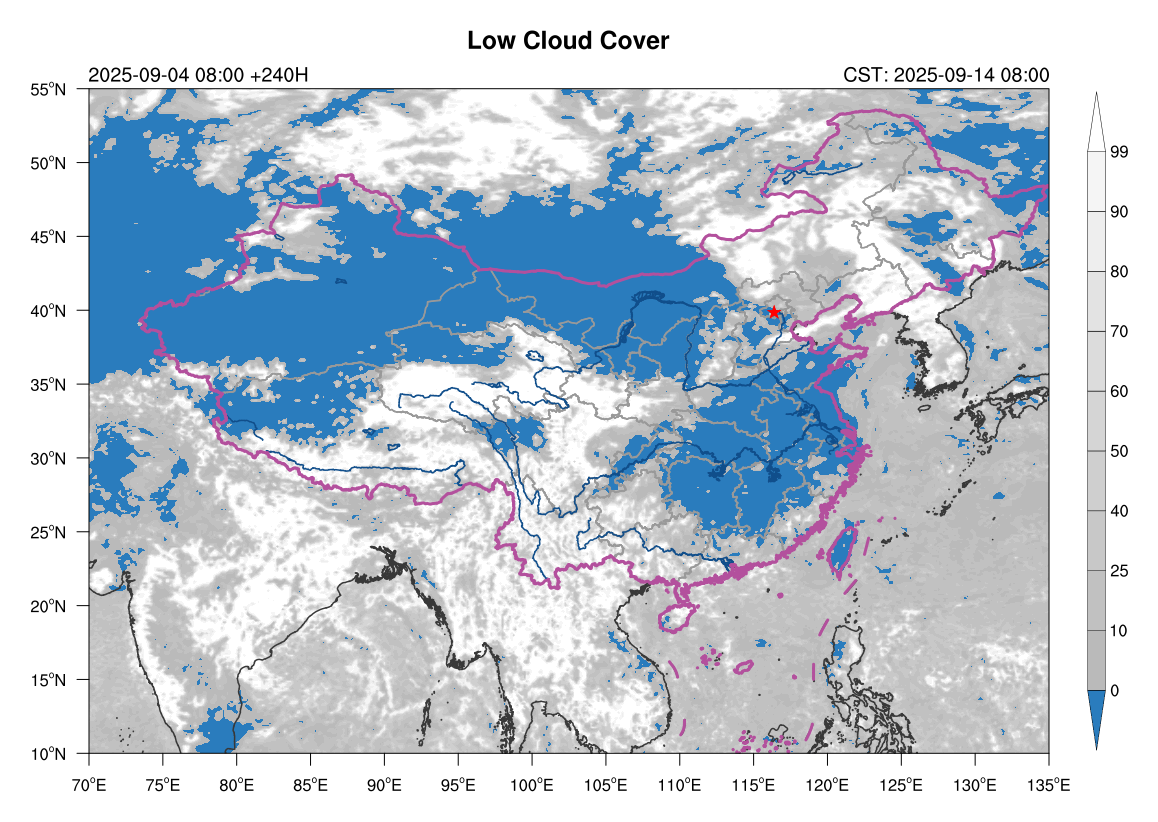 Low Cloud Cover
2025-09-04 08:00 +240H
CST: 2025-09-14 08:00
55°N
50°N
45°N
40°N
35°N
30°N
25°N
20°N
15°N
10°N
70°E
75°E
80°E
85°E
90°E
95°E
100°E
105°E
110°E
115°E
120°E
125°E
130°E
135°E
99
90
80
70
60
50
40
25
10
0